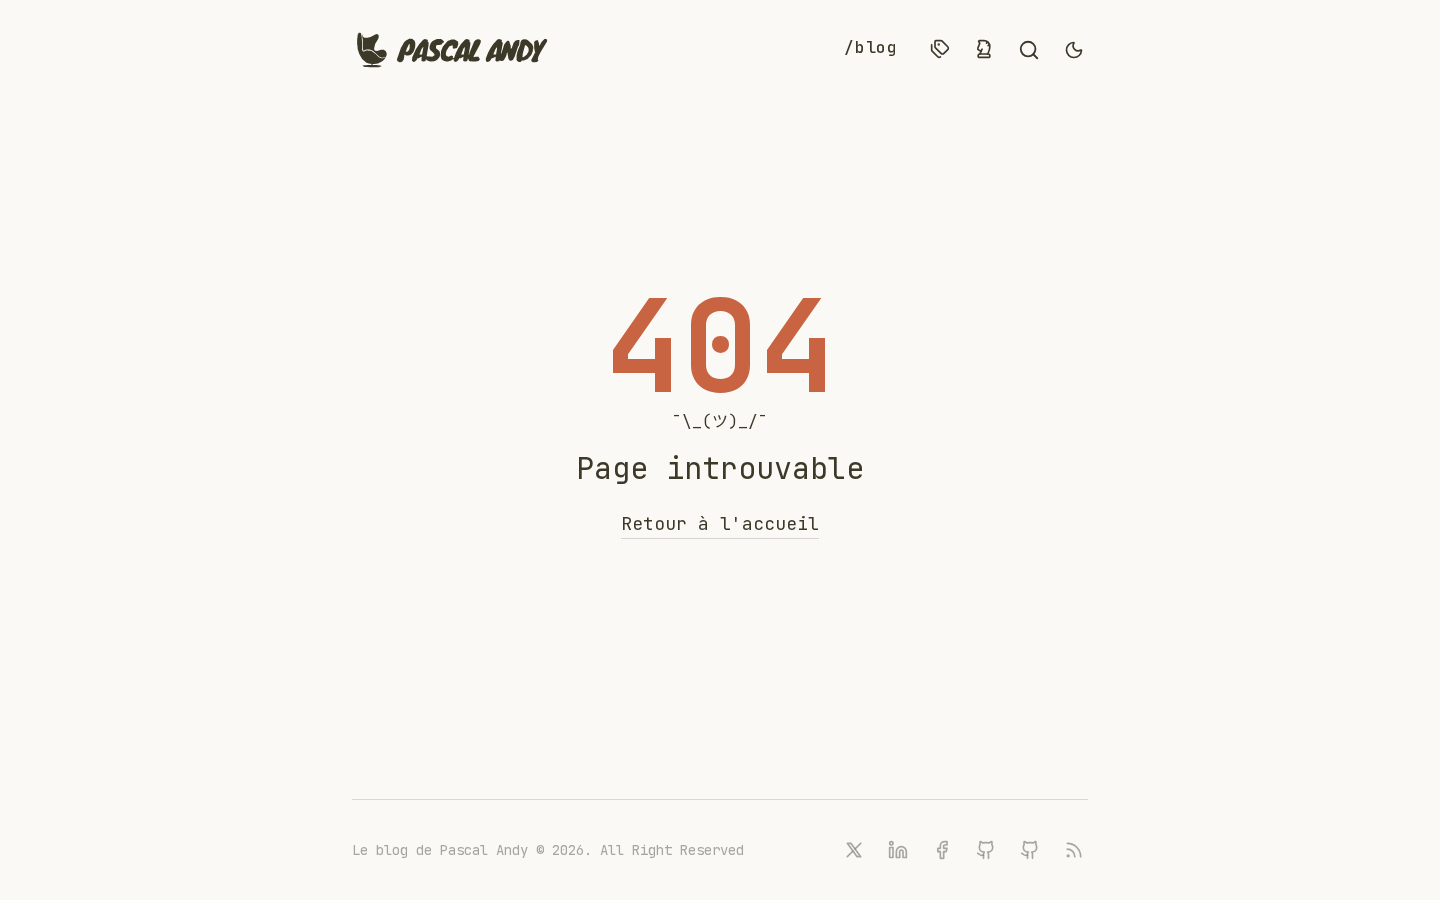 PASCAL ANDY
/blog
404
¯\_(ツ)_/¯
Page introuvable
Retour à l'accueil
Le blog de Pascal Andy © 2026. All Right Reserved